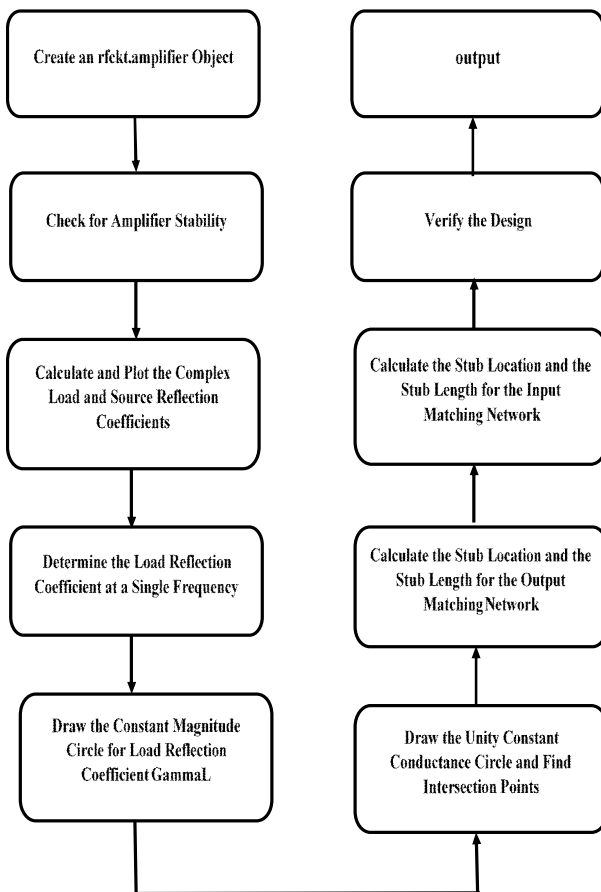 Create an rfckt.amplifier Object
Check for Amplifier Stability
Calculate and Plot the Complex
Load and Source Reflection
Coefficients
Determine the Load Reflection
Coefficient at a Single Frequency
Draw the Constant Magnitude
Circle for Load Reflection
Coefficient GammaL
Draw the Unity Constant
Conductance Circle and Find
Intersection Points
Calculate the Stub Location and the
Stub Length for the Output
Matching Network
Calculate the Stub Location and the
Stub Length for the Input
Matching Network
Verify the Design
output